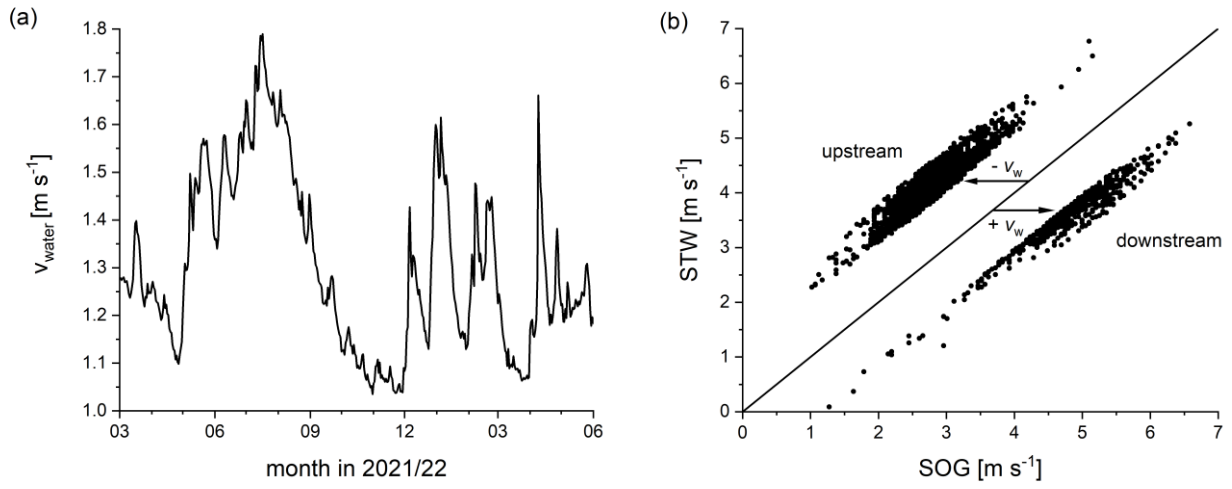 (a)
1.8
1.7
1.6
1.5
1.4
1.3
1.2
1.1
1.0
v_water [m s⁻¹]
03 06 09 12 03 06
month in 2021/22
(b)
7
6
5
4
3
2
1
0
STW [m s⁻¹]
upstream
- v_w
+ v_w
downstream
0 1 2 3 4 5 6 7
SOG [m s⁻¹]